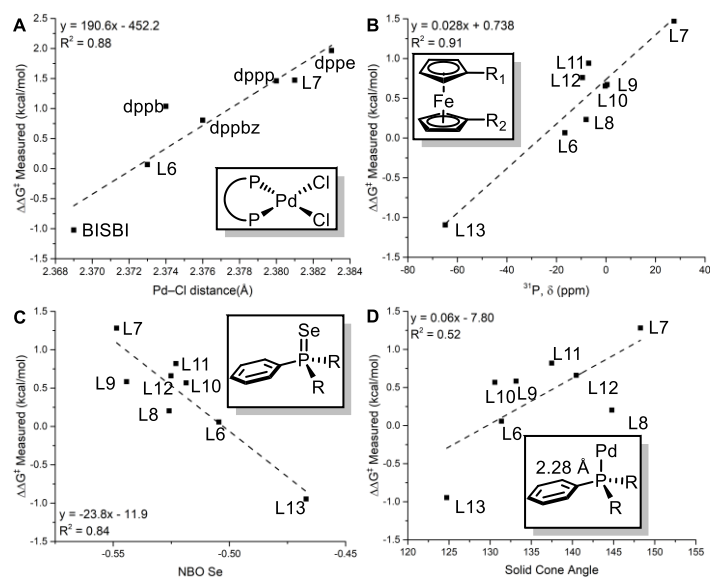 A
y = 190.6x - 452.2
R² = 0.88
ΔΔG‡ Measured (kcal/mol)
2.0
1.5
1.0
0.5
0.0
-0.5
-1.0
-1.5
dppe
dppp
L7
dppb
dppbz
L6
BISBI
P
Cl
Pd
P
Cl
2.368 2.370 2.372 2.374 2.376 2.378 2.380 2.382 2.384
Pd–Cl distance(Å)
B
y = 0.028x + 0.738
R² = 0.91
ΔΔG‡ Measured (kcal/mol)
1.5
1.0
0.5
0.0
-0.5
-1.0
-1.5
R₁
Fe
R₂
L7
L11
L12
L9
L10
L8
L6
L13
-80 -60 -40 -20 0 20 40
³¹P, δ (ppm)
C
ΔΔG‡ Measured (kcal/mol)
1.5
1.0
0.5
0.0
-0.5
-1.0
-1.5
L7
L11
L9
L12
L10
L8
L6
L13
Se
P
R
R
y = -23.8x - 11.9
R² = 0.84
-0.55 -0.50 -0.45
NBO Se
D
y = 0.06x - 7.80
R² = 0.52
ΔΔG‡ Measured (kcal/mol)
1.5
1.0
0.5
0.0
-0.5
-1.0
-1.5
L7
L11
L10
L9
L12
L6
L8
L13
Pd
2.28 Å
P
R
R
120 125 130 135 140 145 150 155
Solid Cone Angle